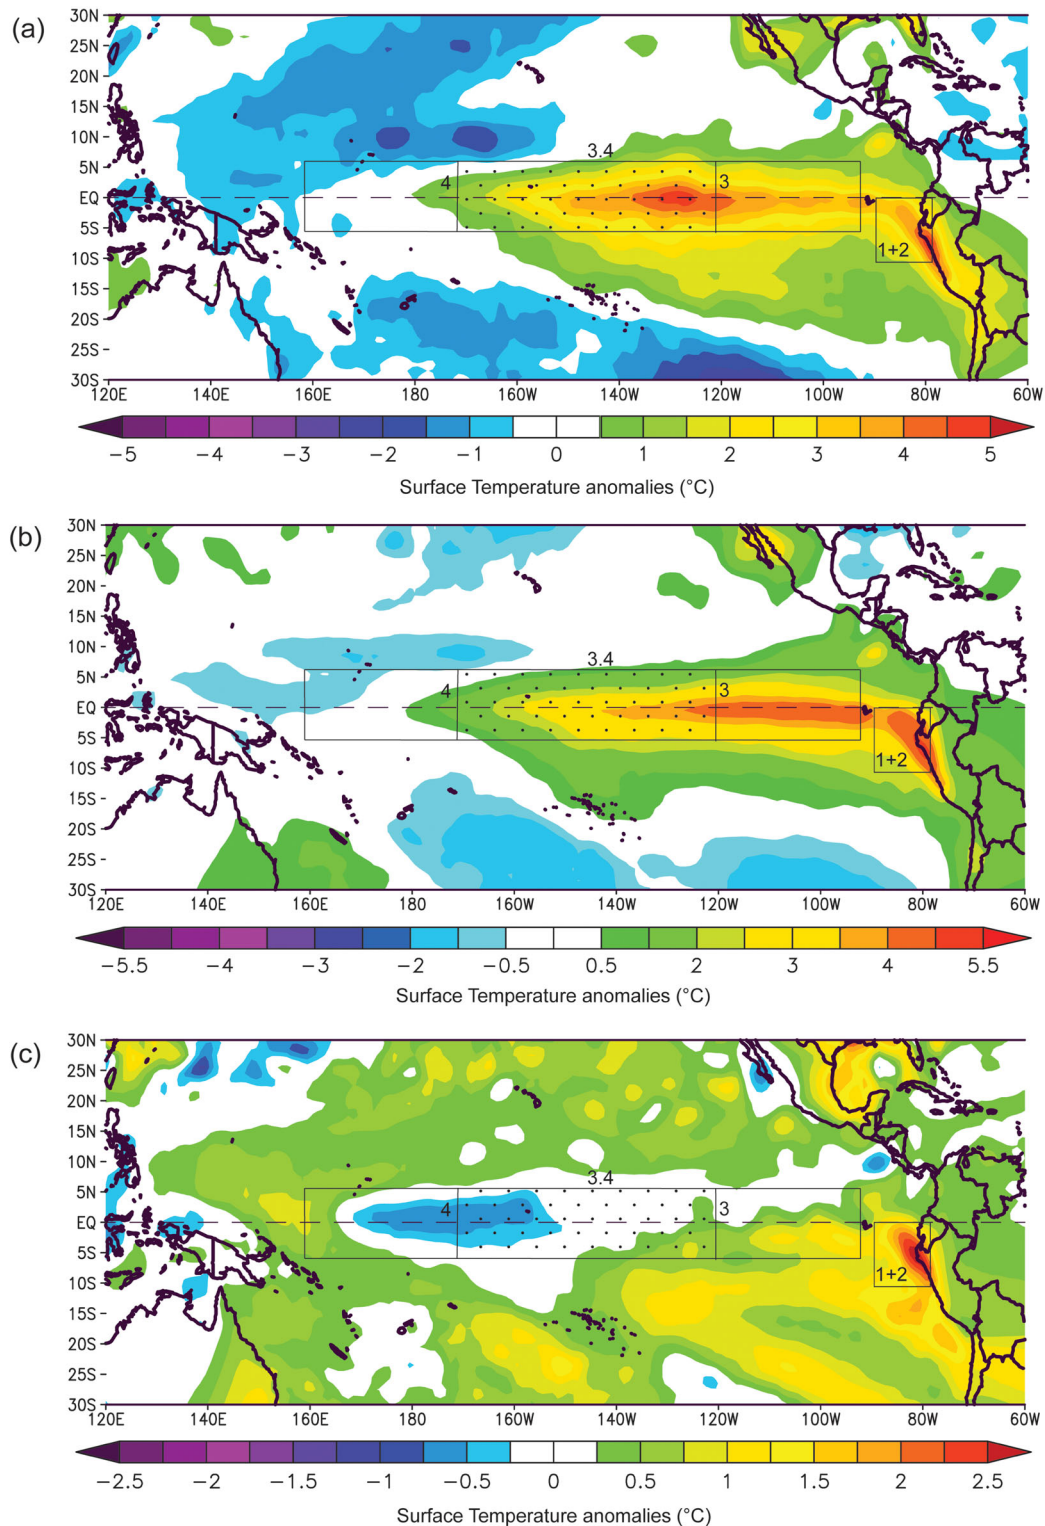 (a)
30N
25N
20N
15N
10N
5N
EQ
5S
10S
15S
20S
25S
30S
3.4
4
3
1+2
120E 140E 160E 180 160W 140W 120W 100W 80W 60W
−5 −4 −3 −2 −1 0 1 2 3 4 5
Surface Temperature anomalies (°C)
(b)
30N
25N
20N
15N
10N
5N
EQ
5S
10S
15S
20S
25S
30S
3.4
4
3
1+2
120E 140E 160E 180 160W 140W 120W 100W 80W 60W
−5.5 −4 −3 −2 −0.5 0.5 2 3 4 5.5
Surface Temperature anomalies (°C)
(c)
30N
25N
20N
15N
10N
5N
EQ
5S
10S
15S
20S
25S
30S
3.4
4
3
1+2
120E 140E 160E 180 160W 140W 120W 100W 80W 60W
−2.5 −2 −1.5 −1 −0.5 0 0.5 1 1.5 2 2.5
Surface Temperature anomalies (°C)